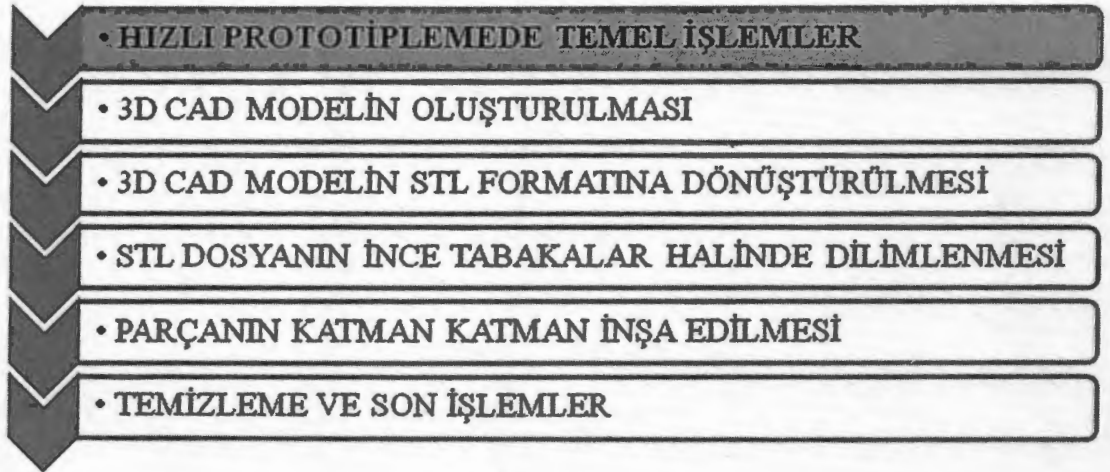 • HIZLI PROTOTİPLEMEDE TEMEL İŞLEMLER
• 3D CAD MODELİN OLUŞTURULMASI
• 3D CAD MODELİN STL FORMATINA DÖNÜŞTÜRÜLMESİ
• STL DOSYANIN İNCE TABAKALAR HALİNDE DİLİMLENMESİ
• PARÇANIN KATMAN KATMAN İNŞA EDİLMESİ
• TEMİZLEME VE SON İŞLEMLER